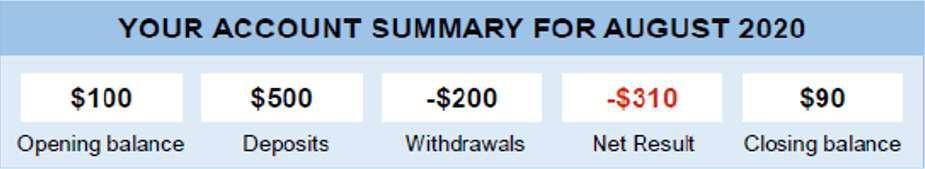 YOUR ACCOUNT SUMMARY FOR AUGUST 2020
$100 $500 -$200 -$310 $90
Opening balance Deposits Withdrawals Net Result Closing balance